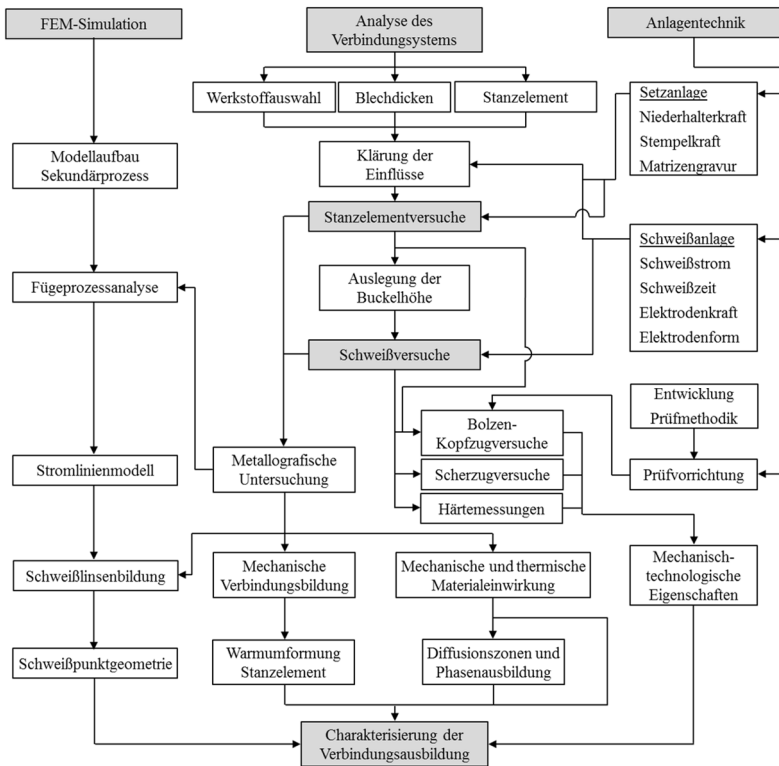 FEM-Simulation
Analyse des
Verbindungsystems
Anlagentechnik
Werkstoffauswahl
Blechdicken
Stanzelement
Setzanlage
Niederhalterkraft
Stempelkraft
Matrizengravur
Modellaufbau
Sekundärprozess
Klärung der
Einflüsse
Stanzelementversuche
Schweißanlage
Schweißstrom
Schweißzeit
Elektrodenkraft
Elektrodenform
Fügeprozessanalyse
Auslegung der
Buckelhöhe
Schweißversuche
Entwicklung
Prüfmethodik
Bolzen-
Kopfzugversuche
Stromlinienmodell
Metallografische
Untersuchung
Scherzugversuche
Prüfvorrichtung
Härtemessungen
Schweißlinsenbildung
Mechanische
Verbindungsbildung
Mechanische und thermische
Materialeinwirkung
Mechanisch-
technologische
Eigenschaften
Schweißpunktgeometrie
Warmumformung
Stanzelement
Diffusionszonen und
Phasenausbildung
Charakterisierung der
Verbindungsausbildung